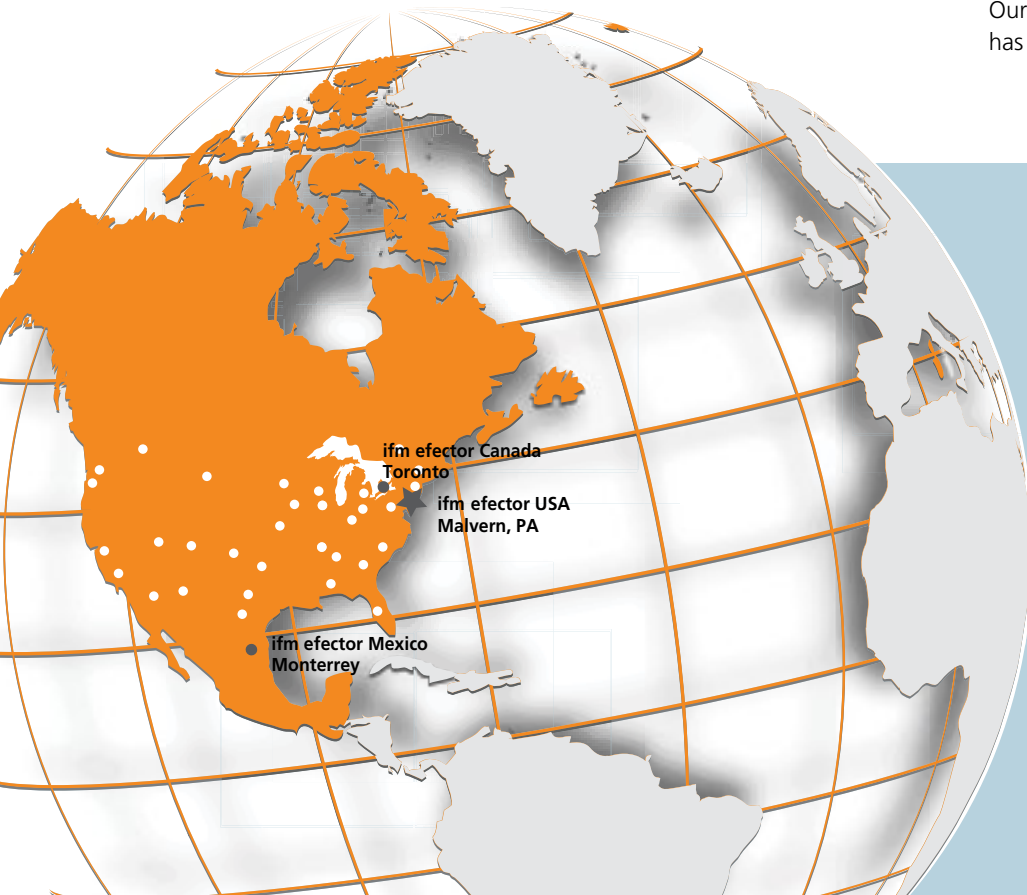 Our
has
ifm efector Canada
Toronto
ifm efector USA
Malvern, PA
ifm efector Mexico
Monterrey